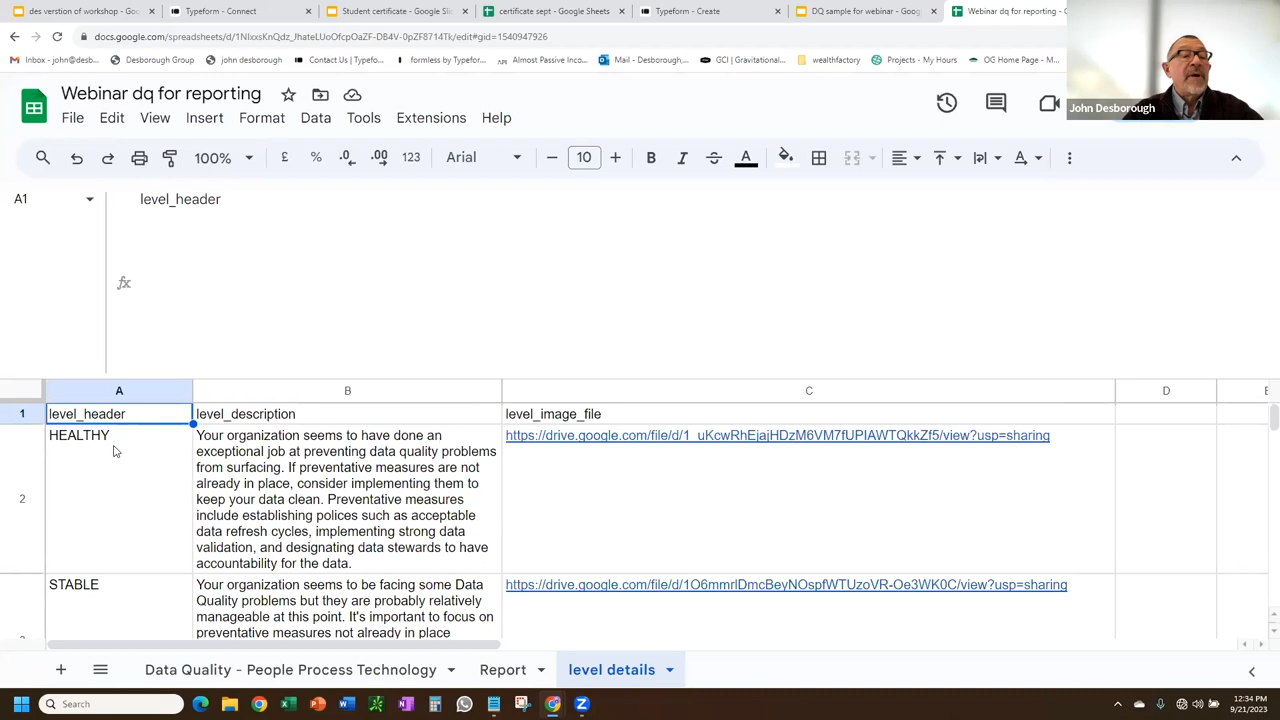 des verstion of workshop - Goo
Typeform - Connect
Student certificate - Google Sli
certificate sept - Google Sheets
Typeform - Create
DQ sample for webinar - Goog
Webinar dq for reporting - G
docs.google.com/spreadsheets/d/1NIxxsKnQdz_JhateLUoOfcpOaZF-DB4V-0pZF8714Tk/edit#gid=1540947926
Inbox - john@desb...
Desborough Group
john desborough
Contact Us | Typefo...
formless by Typefor...
Almost Passive Inco...
Mail - Desborough,...
GCI | Gravitational...
wealthfactory
Projects - My Hours
OG Home Page - M...
John Desborough
Webinar dq for reporting
File Edit View Insert Format Data Tools Extensions Help
100% £ % .0 .00 123 Arial 10 B I S A
A1 level_header
fx
A B C D E
1 level_header level_description level_image_file
HEALTHY Your organization seems to have done an https://drive.google.com/file/d/1_uKcwRhEjajHDzM6VM7fUPIAWTQkkZf5/view?usp=sharing
exceptional job at preventing data quality problems
from surfacing. If preventative measures are not
already in place, consider implementing them to
keep your data clean. Preventative measures
2 include establishing polices such as acceptable
data refresh cycles, implementing strong data
validation, and designating data stewards to have
accountability for the data.
STABLE Your organization seems to be facing some Data https://drive.google.com/file/d/1O6mmrlDmcBeyNOspfWTUzoVR-Oe3WK0C/view?usp=sharing
Quality problems but they are probably relatively
manageable at this point. It's important to focus on
preventative measures not already in place
Data Quality - People Process Technology Report level details
Search
12:34 PM
9/21/2023